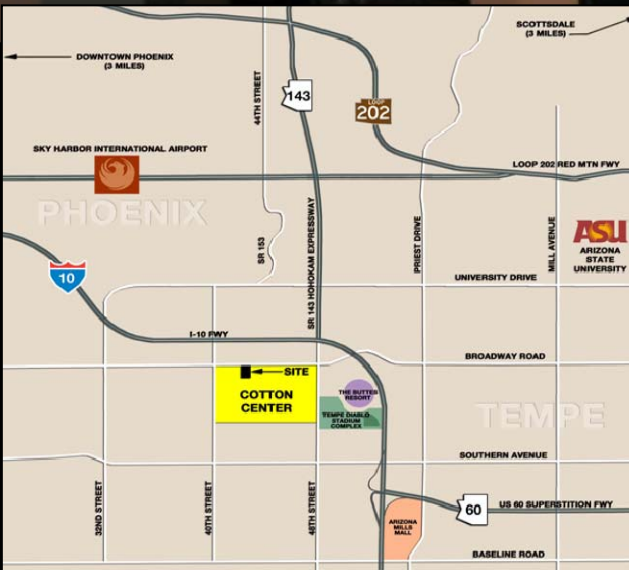 SCOTTSDALE
(3 MILES)
DOWNTOWN PHOENIX
(3 MILES)
44TH STREET
143
LOOP
202
SKY HARBOR INTERNATIONAL AIRPORT
LOOP 202 RED MTN FWY
PHOENIX
SR 153
SR 143 HOHOKAM EXPRESSWAY
PRIEST DRIVE
MILL AVENUE
ASU
ARIZONA
STATE
UNIVERSITY
10
UNIVERSITY DRIVE
I-10 FWY
BROADWAY ROAD
SITE
COTTON
CENTER
THE BUTTES
RESORT
TEMPE DIABLO
STADIUM
COMPLEX
TEMPE
SOUTHERN AVENUE
32ND STREET
40TH STREET
48TH STREET
60
US 60 SUPERSTITION FWY
ARIZONA
MILLS
MALL
BASELINE ROAD